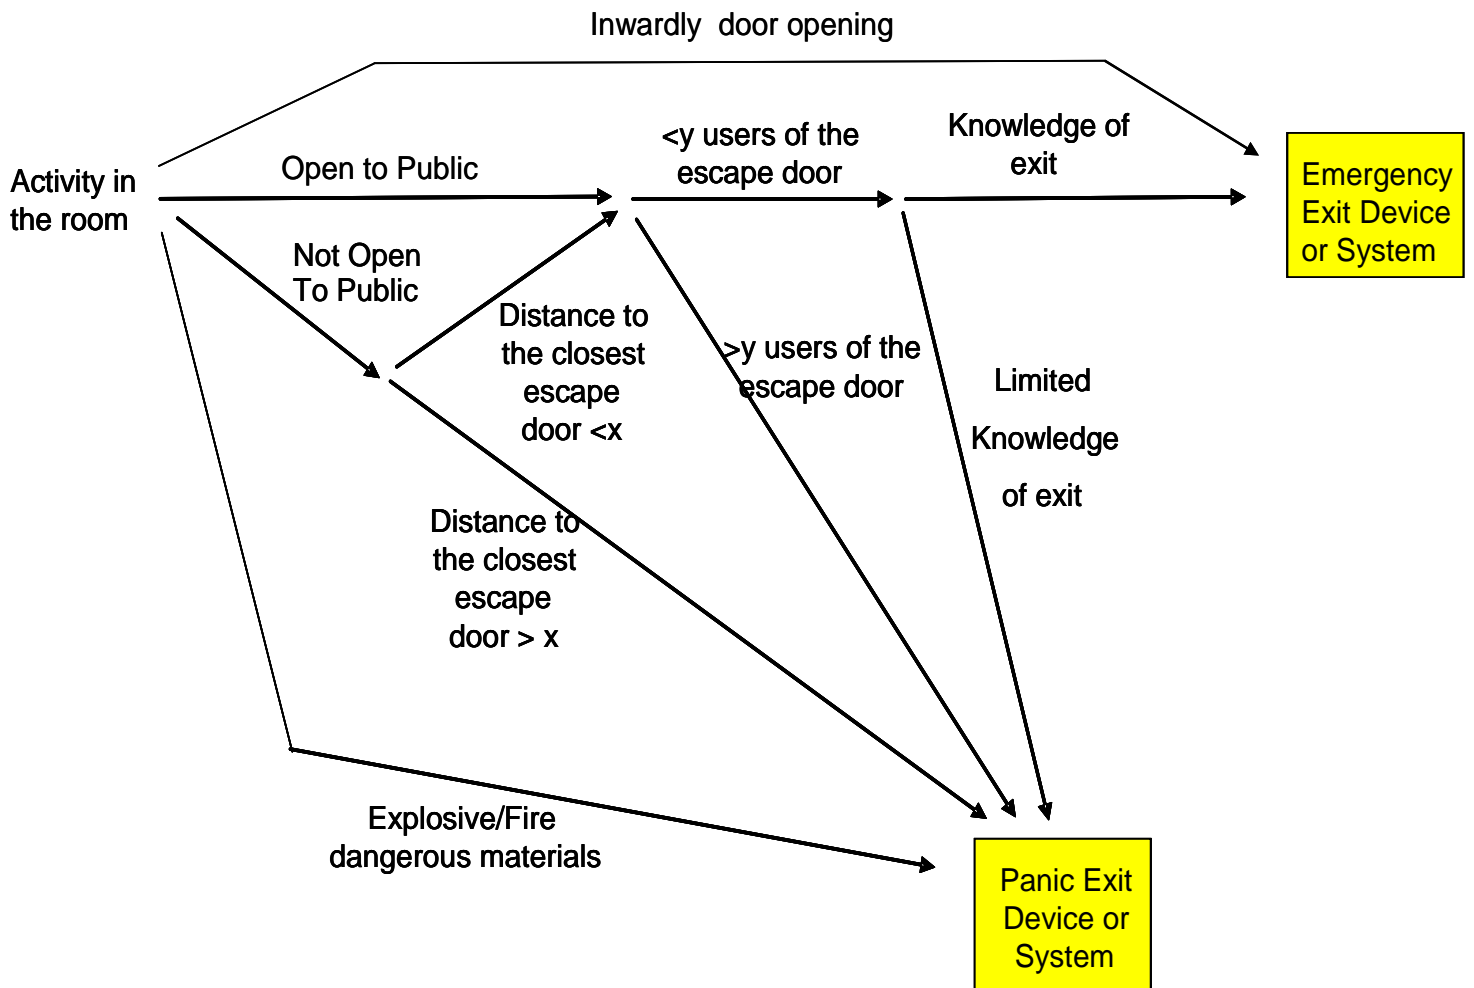 Inwardly door opening
Activity in
the room
Open to Public
<y users of the
escape door
Knowledge of
exit
Emergency
Exit Device
or System
Not Open
To Public
Distance to
the closest
escape
door <x
>y users of the
escape door
Limited
Knowledge
of exit
Distance to
the closest
escape
door > x
Explosive/Fire
dangerous materials
Panic Exit
Device or
System